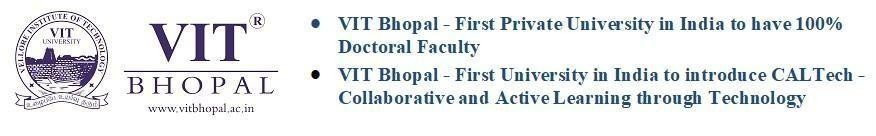 VELLORE INSTITUTE OF TECHNOLOGY
VIT
UNIVERSITY
VIT®
BHOPAL
www.vitbhopal.ac.in
• VIT Bhopal - First Private University in India to have 100%
Doctoral Faculty
• VIT Bhopal - First University in India to introduce CALTech -
Collaborative and Active Learning through Technology